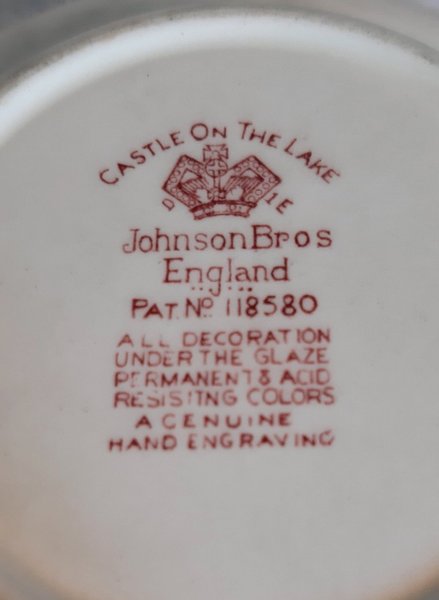 CASTLE ON THE LAKE
D IE
Johnson Bros
England
PAT. No 118580
ALL DECORATION
UNDER THE GLAZE
PERMANENT & ACID
RESISITNG COLORS
A GENUINE
HAND ENGRAVING